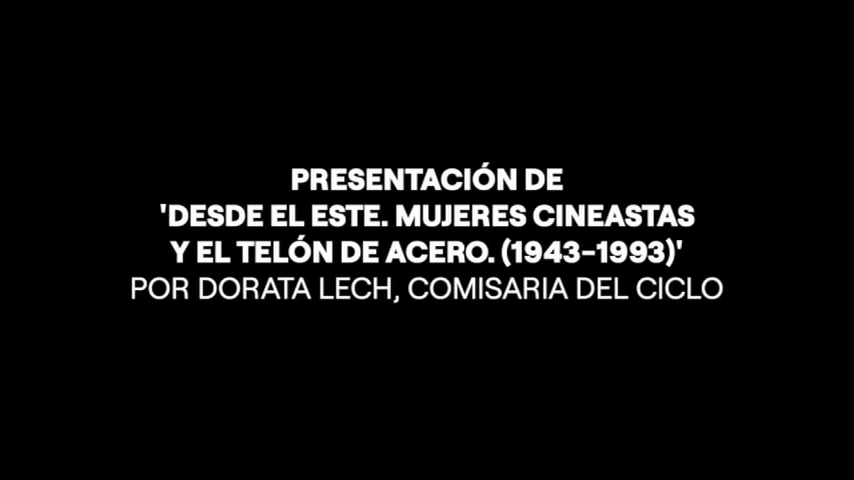 PRESENTACIÓN DE
'DESDE EL ESTE. MUJERES CINEASTAS
Y EL TELÓN DE ACERO. (1943-1993)'
POR DORATA LECH, COMISARIA DEL CICLO